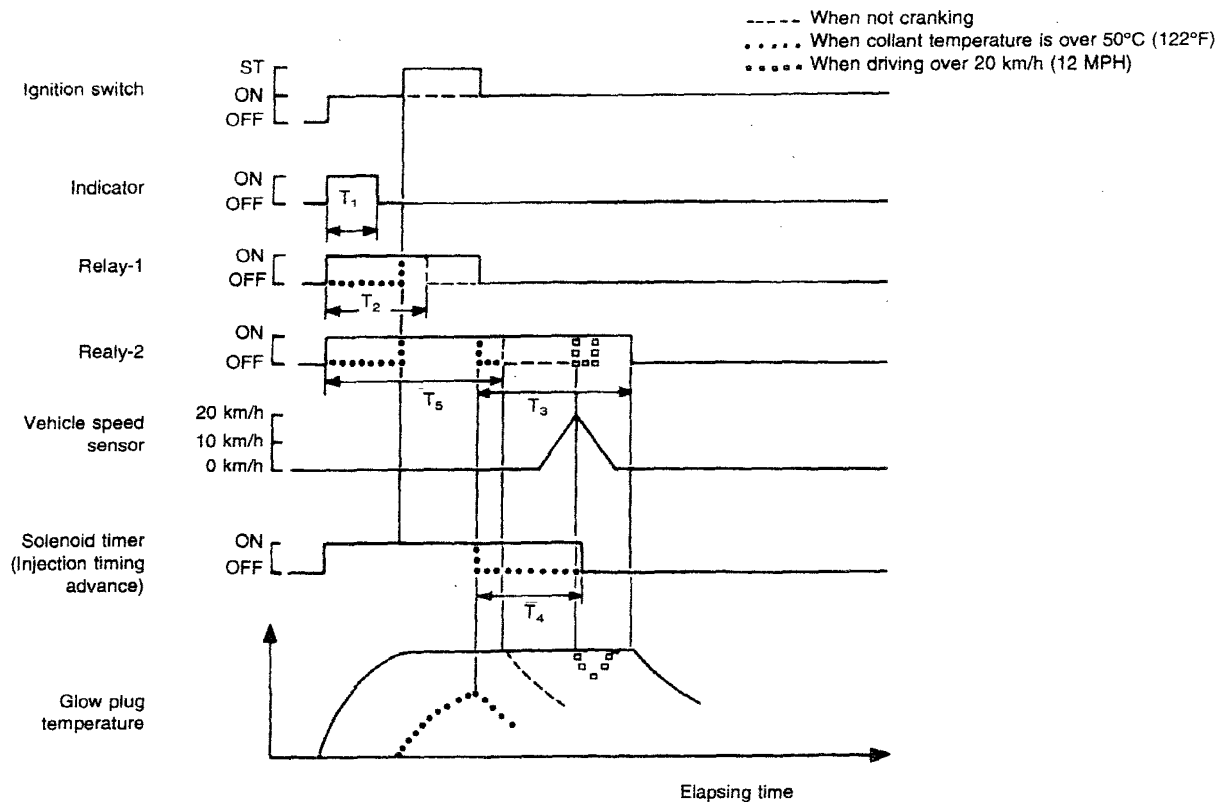 When not cranking
When collant temperature is over 50°C (122°F)
When driving over 20 km/h (12 MPH)
Ignition switch
ST
ON
OFF
Indicator
ON
OFF
T₁
Relay-1
ON
OFF
T₂
Realy-2
ON
OFF
T₅
T₃
Vehicle speed
sensor
20 km/h
10 km/h
0 km/h
Solenoid timer
(Injection timing
advance)
ON
OFF
T₄
Glow plug
temperature
Elapsing time